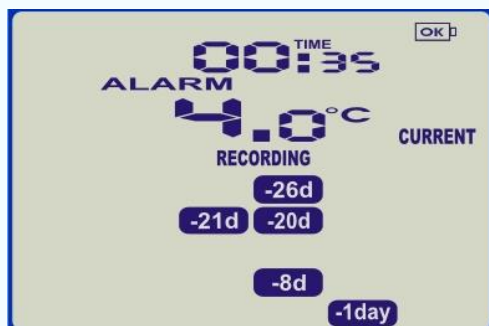 OK
TIME
00:35
ALARM
4.0°C
CURRENT
RECORDING
-26d
-21d -20d
-8d
-1day